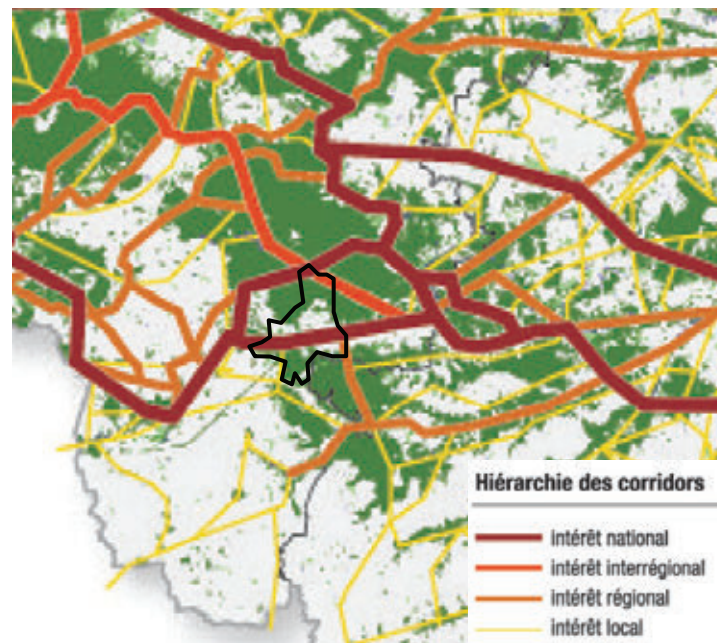 Hiérarchie des corridors
intérêt national
intérêt interrégional
intérêt régional
intérêt local